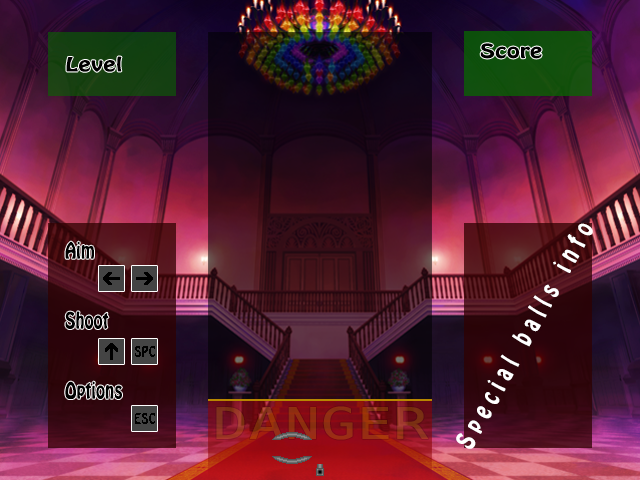 Level
Score
Aim
← →
Shoot
↑ SPC
Options
ESC
Special balls info
DANGER